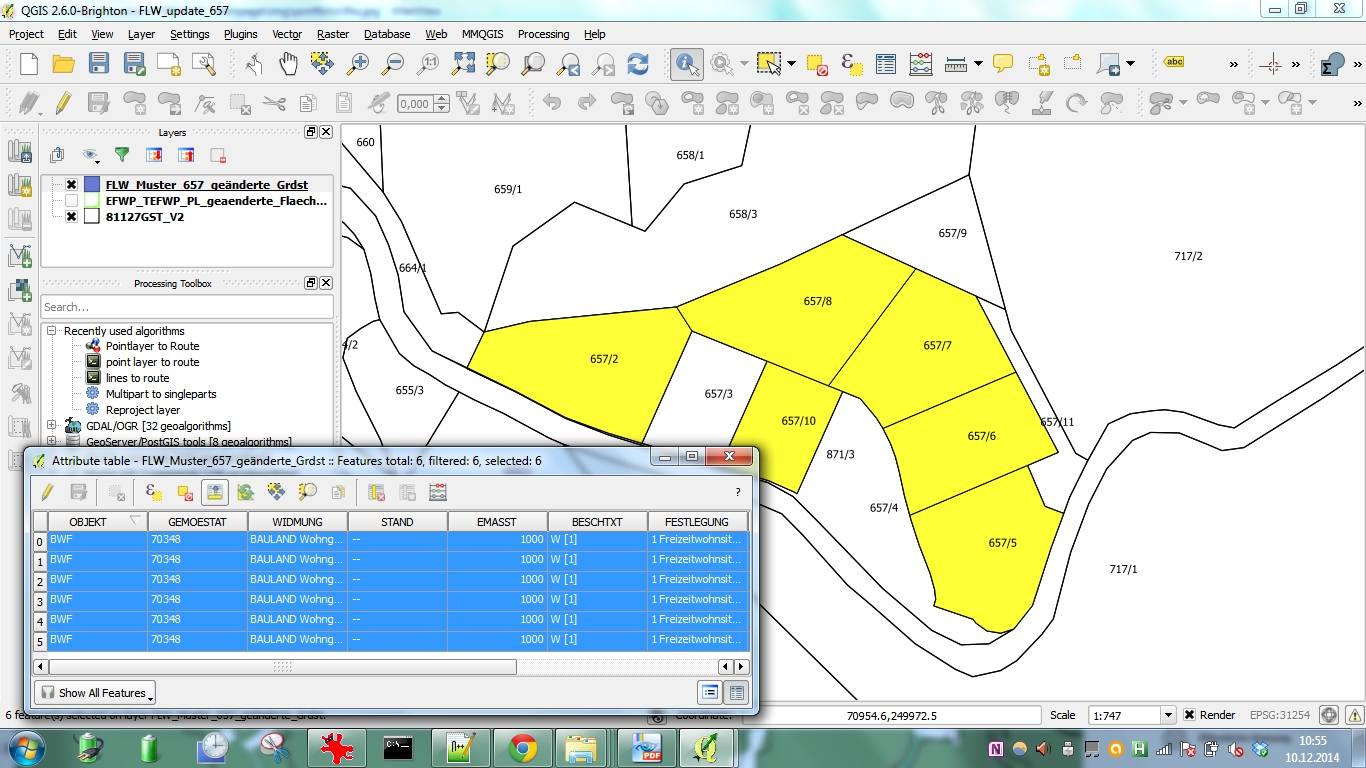 QGIS 2.6.0-Brighton - FLW_update_657
Project Edit View Layer Settings Plugins Vector Raster Database Web MMQGIS Processing Help
1:1
abc
»
»
»
0,000
»
Layers
FLW_Muster_657_geänderte_Grdst
EFWP_TEFWP_PL_geaenderte_Flaech...
81127GST_V2
Processing Toolbox
Search...
Recently used algorithms
Pointlayer to Route
point layer to route
lines to route
Multipart to singleparts
Reproject layer
GDAL/OGR [32 geoalgorithms]
GeoServer/PostGIS tools [8 geoalgorithms]
660
658/1
659/1
658/3
657/9
717/2
664/1
657/8
4/2
657/2
657/7
655/3
657/3
657/10
657/11
657/6
871/3
657/4
657/5
717/1
Attribute table - FLW_Muster_657_geänderte_Grdst :: Features total: 6, filtered: 6, selected: 6
?
OBJEKT GEMOESTAT WIDMUNG STAND EMASST BESCHTXT FESTLEGUNG
0 BWF 70348 BAULAND Wohng... -- 1000 W [1] 1 Freizeitwohnsit...
1 BWF 70348 BAULAND Wohng... -- 1000 W [1] 1 Freizeitwohnsit...
2 BWF 70348 BAULAND Wohng... -- 1000 W [1] 1 Freizeitwohnsit...
3 BWF 70348 BAULAND Wohng... -- 1000 W [1] 1 Freizeitwohnsit...
4 BWF 70348 BAULAND Wohng... -- 1000 W [1] 1 Freizeitwohnsit...
5 BWF 70348 BAULAND Wohng... -- 1000 W [1] 1 Freizeitwohnsit...
Show All Features
6 feature(s) selected on layer FLW_Muster_657_geänderte_Grdst.
Coordinate: 70954.6,249972.5 Scale 1:747 Render EPSG:31254
C:\
PDF
N
H
10:55
10.12.2014